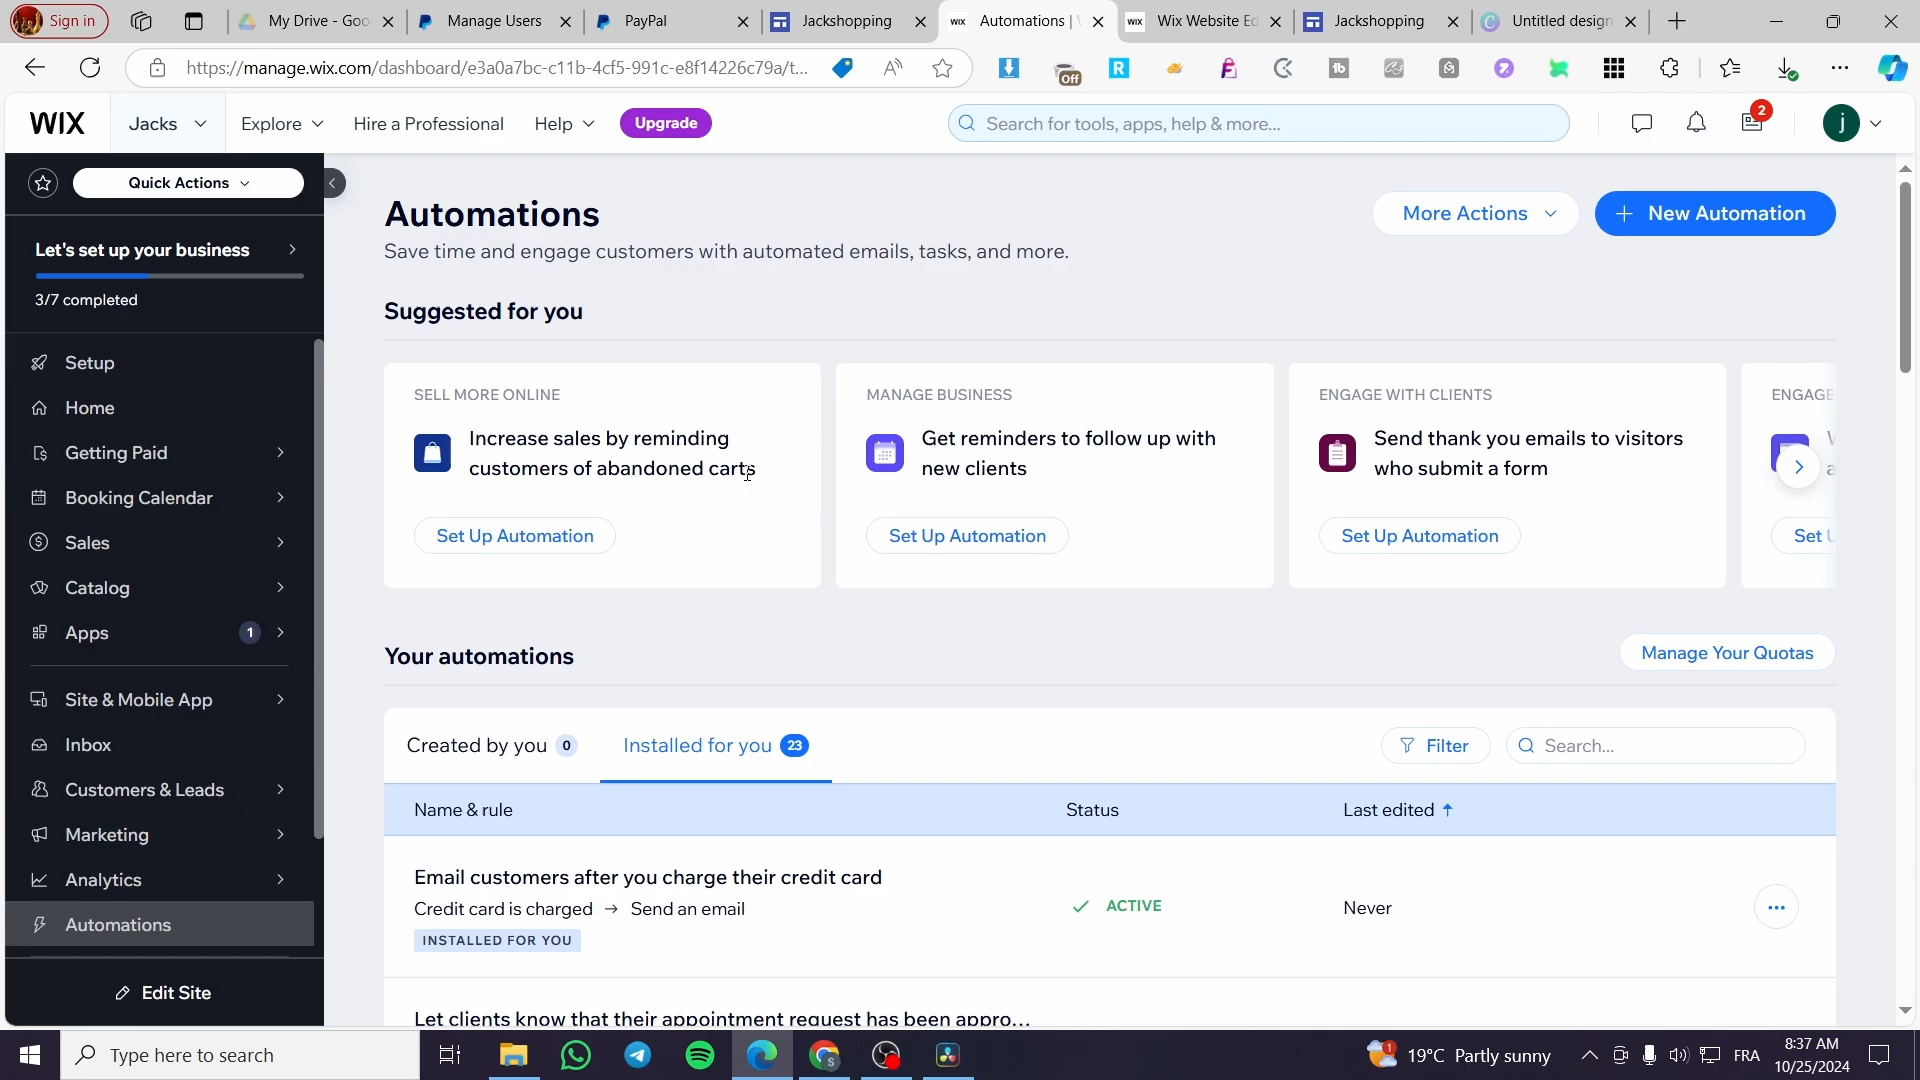 Sign in
My Drive - Goo
Manage Users
PayPal
Jackshopping
Automations |
Wix Website Ed
Jackshopping
Untitled design
https://manage.wix.com/dashboard/e3a0a7bc-c11b-4cf5-991c-e8f14226c79a/t...
Off
WIX
Jacks
Explore
Hire a Professional
Help
Upgrade
Search for tools, apps, help & more...
2
j
Quick Actions
Let's set up your business
3/7 completed
Setup
Home
Getting Paid
Booking Calendar
Sales
Catalog
Apps
1
Site & Mobile App
Inbox
Customers & Leads
Marketing
Analytics
Automations
Edit Site
Automations
Save time and engage customers with automated emails, tasks, and more.
More Actions
+ New Automation
Suggested for you
SELL MORE ONLINE
Increase sales by reminding
customers of abandoned carts
Set Up Automation
MANAGE BUSINESS
Get reminders to follow up with
new clients
Set Up Automation
ENGAGE WITH CLIENTS
Send thank you emails to visitors
who submit a form
Set Up Automation
ENGAGE
Set U
Your automations
Manage Your Quotas
Created by you 0
Installed for you 23
Filter
Search...
Name & rule
Status
Last edited ↑
Email customers after you charge their credit card
Credit card is charged → Send an email
INSTALLED FOR YOU
ACTIVE
Never
Let clients know that their appointment request has been appro...
Type here to search
19°C Partly sunny
FRA
8:37 AM
10/25/2024